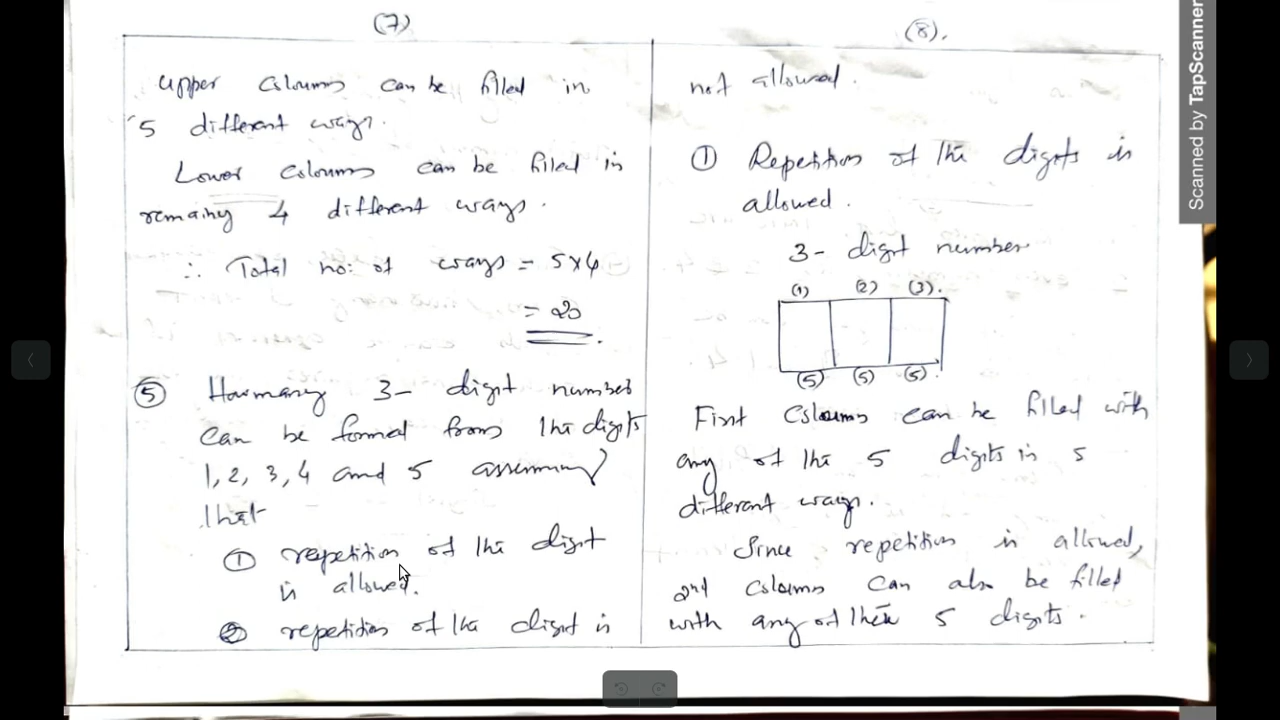 (7)
upper coloumn can be filled in
5 different ways.
Lower coloumn can be filled in
remaing 4 different ways.
∴ Total no: of ways = 5×4
= 20
(5) Howmany 3- digit number
can be formed from the digits
1, 2, 3, 4 and 5 assuming
that
(1) repetition of the digit
is allowed.
(2) repetition of the digit is
(8).
not allowed.
(1) Repetition of the digits is
allowed.
3- digit number
(1) (2) (3).
(5) (5) (5).
First coloumn can be filled with
any of the 5 digits in 5
different ways.
Since repetition is allowed,
2nd coloumn can also be filled
with any of these 5 digits.
Scanned by TapScanner